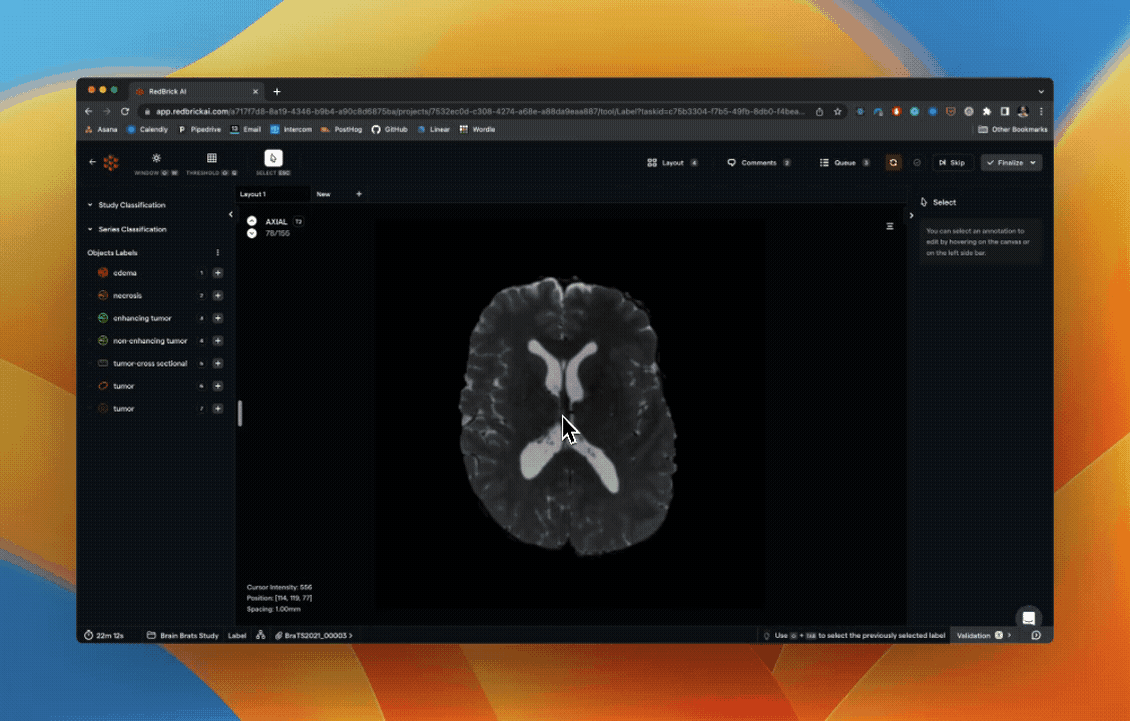 RedBrick AI
app.redbrickai.com/a717f7d8-8a19-4346-b9b4-a90c8d6875ba/projects/7532ec0d-c308-4274-a68e-a88da9eaa887/tool/Label?taskid=c75b3304-f7b5-49fb-8db0-f4bea...
Asana Calendly Pipedrive Email Intercom PostHog GitHub Linear Wordle Other Bookmarks
Layout 4 Comments 2 Queue 3 Skip Finalize
WINDOW THRESHOLD SELECT ESC
Layout 1 New
Study Classification
Series Classification
Objects Labels
edema 1
necrosis 2
enhancing tumor 3
non-enhancing tumor 4
tumor-cross sectional 5
tumor 6
tumor 7
AXIAL
78/155
Select
You can select an annotation to
edit by hovering on the canvas or
on the left side bar.
Cursor Intensity: 556
Position: [114, 119, 77]
Spacing: 1.00mm
22m 12s Brain Brats Study Label BraTS2021_00003
Use + TAB to select the previously selected label
Validation